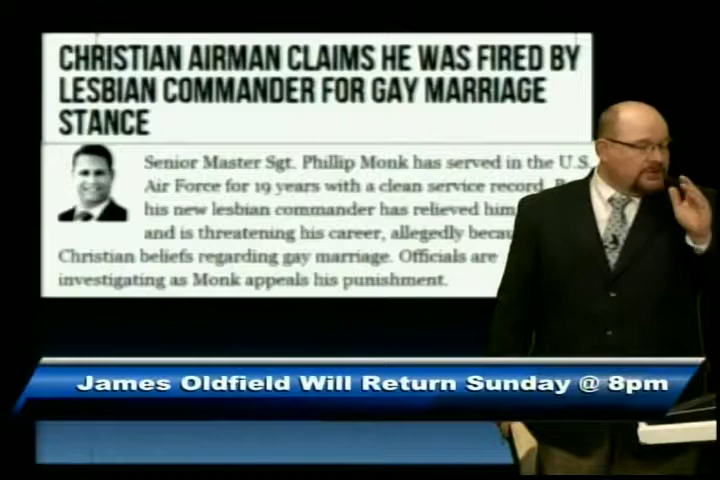 CHRISTIAN AIRMAN CLAIMS HE WAS FIRED BY
LESBIAN COMMANDER FOR GAY MARRIAGE
STANCE
Senior Master Sgt. Phillip Monk has served in the U.S.
Air Force for 19 years with a clean service record.
his new lesbian commander has relieved him
and is threatening his career, allegedly
Christian beliefs regarding gay marriage. Officials are
investigating as Monk appeals his punishment.
James Oldfield Will Return Sunday @ 8pm